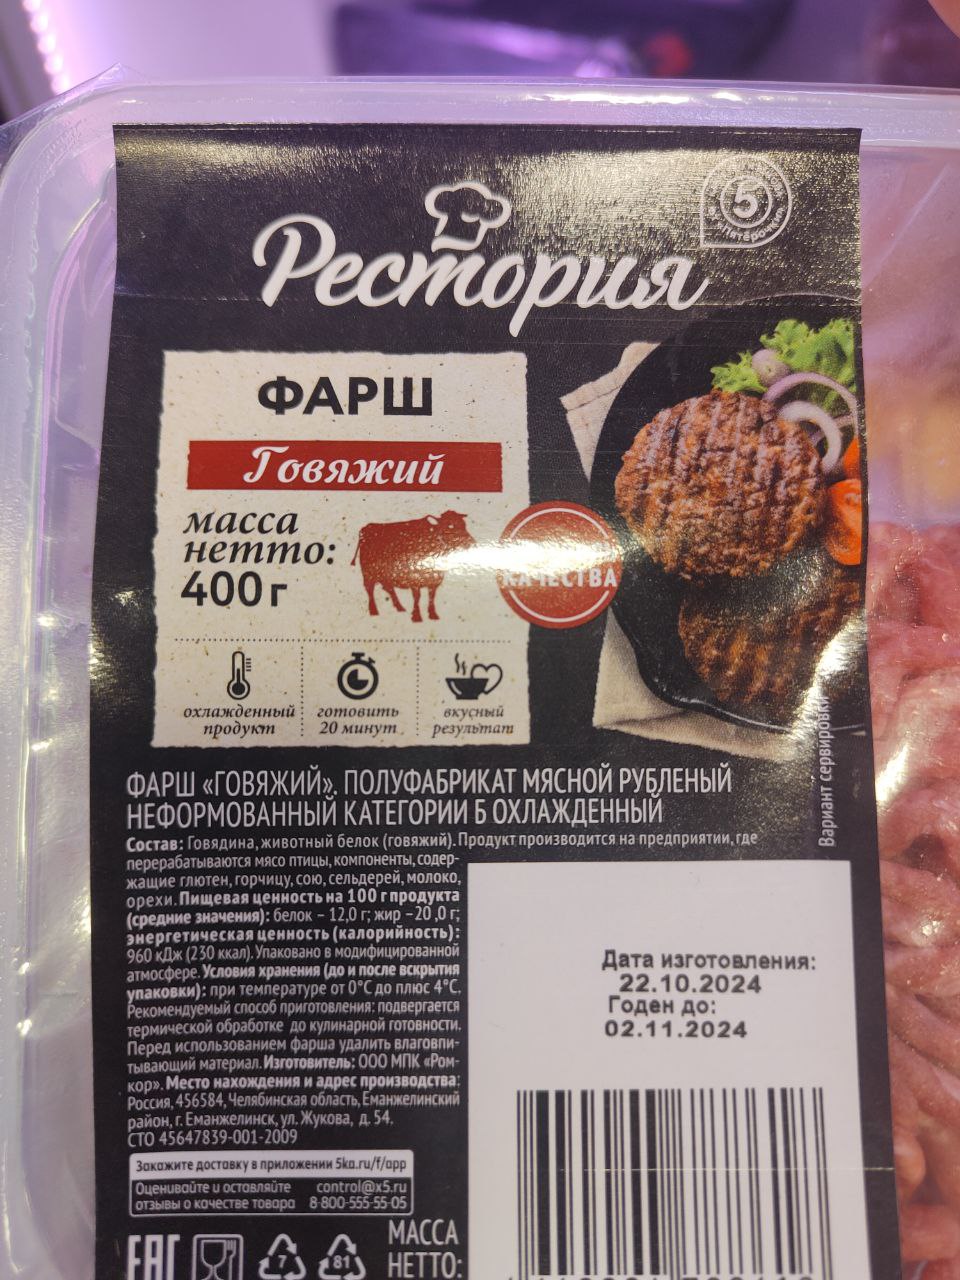 5
Рестория
ФАРШ
Говяжий
масса
нетто:
400 г
КАЧЕСТВА
охлажденный
продукт
готовить
20 минут
вкусный
результат
Вариант сервировки
ФАРШ «ГОВЯЖИЙ». ПОЛУФАБРИКАТ МЯСНОЙ РУБЛЕНЫЙ
НЕФОРМОВАННЫЙ КАТЕГОРИИ Б ОХЛАЖДЕННЫЙ
Состав: Говядина, животный белок (говяжий). Продукт производится на предприятии, где
перерабатываются мясо птицы, компоненты, содер-
жащие глютен, горчицу, сою, сельдерей, молоко,
орехи. Пищевая ценность на 100 г продукта
(средние значения): белок – 12,0 г; жир –20 ,0 г;
энергетическая ценность (калорийность):
960 кДж (230 ккал). Упаковано в модифицированной
атмосфере. Условия хранения (до и после вскрытия
упаковки): при температуре от 0°С до плюс 4°С.
Рекомендуемый способ приготовления: подвергается
термической обработке до кулинарной готовности.
Перед использованием фарша удалить влаговпи-
тывающий материал. Изготовитель: ООО МПК «Ром-
кор». Место нахождения и адрес производства:
Россия, 456584, Челябинская область, Еманжелинский
район, г. Еманжелинск, ул. Жукова, д. 54.
СТО 45647839-001-2009
Дата изготовления:
22.10.2024
Годен до:
02.11.2024
Закажите доставку в приложении 5ka.ru/f/app
Оценивайте и оставляйте control@x5.ru
отзывы о качестве товара 8-800-555-55-05
EAC
7
81
МАССА
НЕТТО: